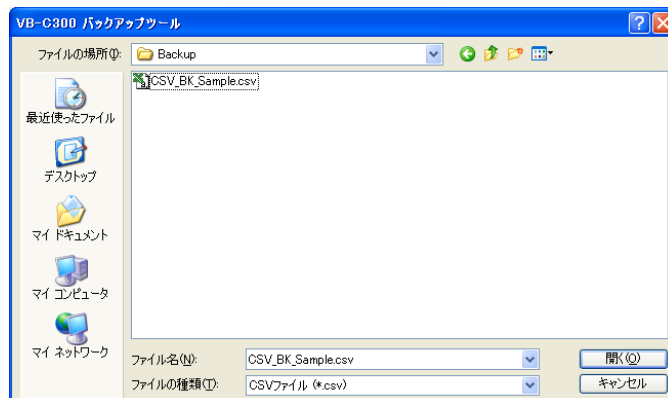 VB-C300 バックアップツール
ファイルの場所(I):
Backup
CSV_BK_Sample.csv
最近使ったファイル
デスクトップ
マイ ドキュメント
マイ コンピュータ
マイ ネットワーク
ファイル名(N):
CSV_BK_Sample.csv
開く(O)
ファイルの種類(T):
CSVファイル (*.csv)
キャンセル